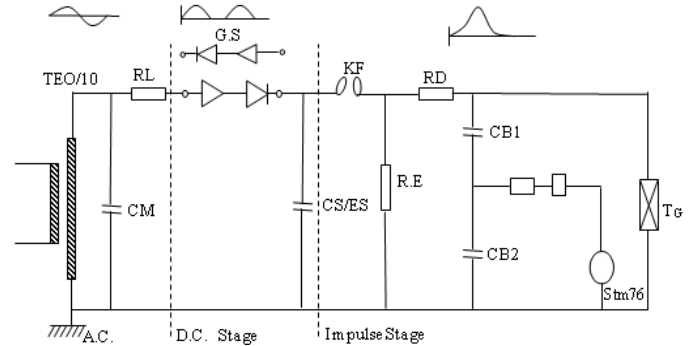 G.S
TEO/10
RL
KF
RD
CB1
CM
CS/ES
R.E
TG
CB2
Stm76
A.C.
D.C. Stage
Impulse Stage